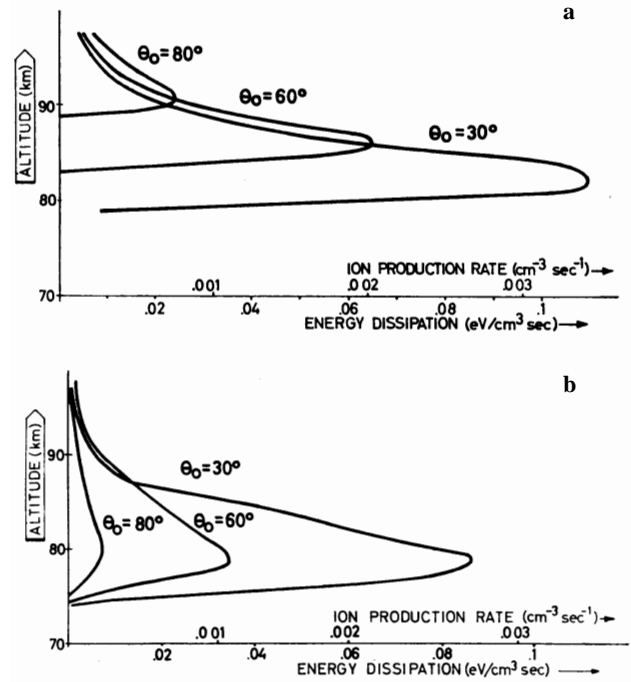 a
θ₀=80°
90
θ₀=60°
θ₀=30°
ALTITUDE (km)
80
ION PRODUCTION RATE (cm⁻³ sec⁻¹)
.001 .002 .003
70
.02 .04 .06 .08 .1
ENERGY DISSIPATION (eV/cm³ sec)
b
90
θ₀=30°
ALTITUDE (km)
θ₀=80° θ₀=60°
80
ION PRODUCTION RATE (cm⁻³ sec⁻¹)
.001 .002 .003
70
.02 .04 .06 .08 .1
ENERGY DISSIPATION (eV/cm³ sec)